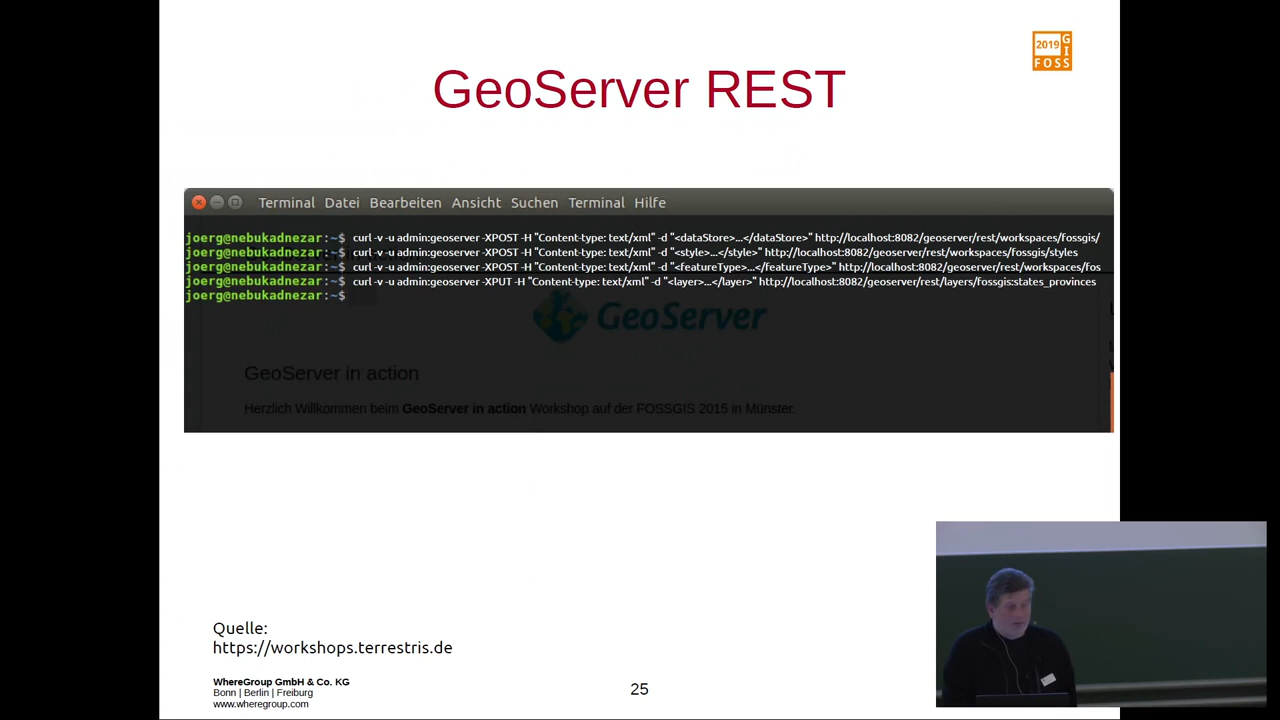 2019
GIS
FOSS
GeoServer REST
Terminal Datei Bearbeiten Ansicht Suchen Terminal Hilfe
joerg@nebukadnezar:~$ curl -v -u admin:geoserver -XPOST -H "Content-type: text/xml" -d "<dataStore>...</dataStore>" http://localhost:8082/geoserver/rest/workspaces/fossgis/
joerg@nebukadnezar:~$ curl -v -u admin:geoserver -XPOST -H "Content-type: text/xml" -d "<style>...</style>" http://localhost:8082/geoserver/rest/workspaces/fossgis/styles
joerg@nebukadnezar:~$ curl -v -u admin:geoserver -XPOST -H "Content-type: text/xml" -d "<featureType>...</featureType>" http://localhost:8082/geoserver/rest/workspaces/fos
joerg@nebukadnezar:~$ curl -v -u admin:geoserver -XPUT -H "Content-type: text/xml" -d "<layer>...</layer>" http://localhost:8082/geoserver/rest/layers/fossgis:states_provinces
joerg@nebukadnezar:~$
GeoServer
GeoServer in action
Herzlich Willkommen beim GeoServer in action Workshop auf der FOSSGIS 2015 in Münster.
Quelle:
https://workshops.terrestris.de
WhereGroup GmbH & Co. KG
Bonn | Berlin | Freiburg
www.wheregroup.com
25